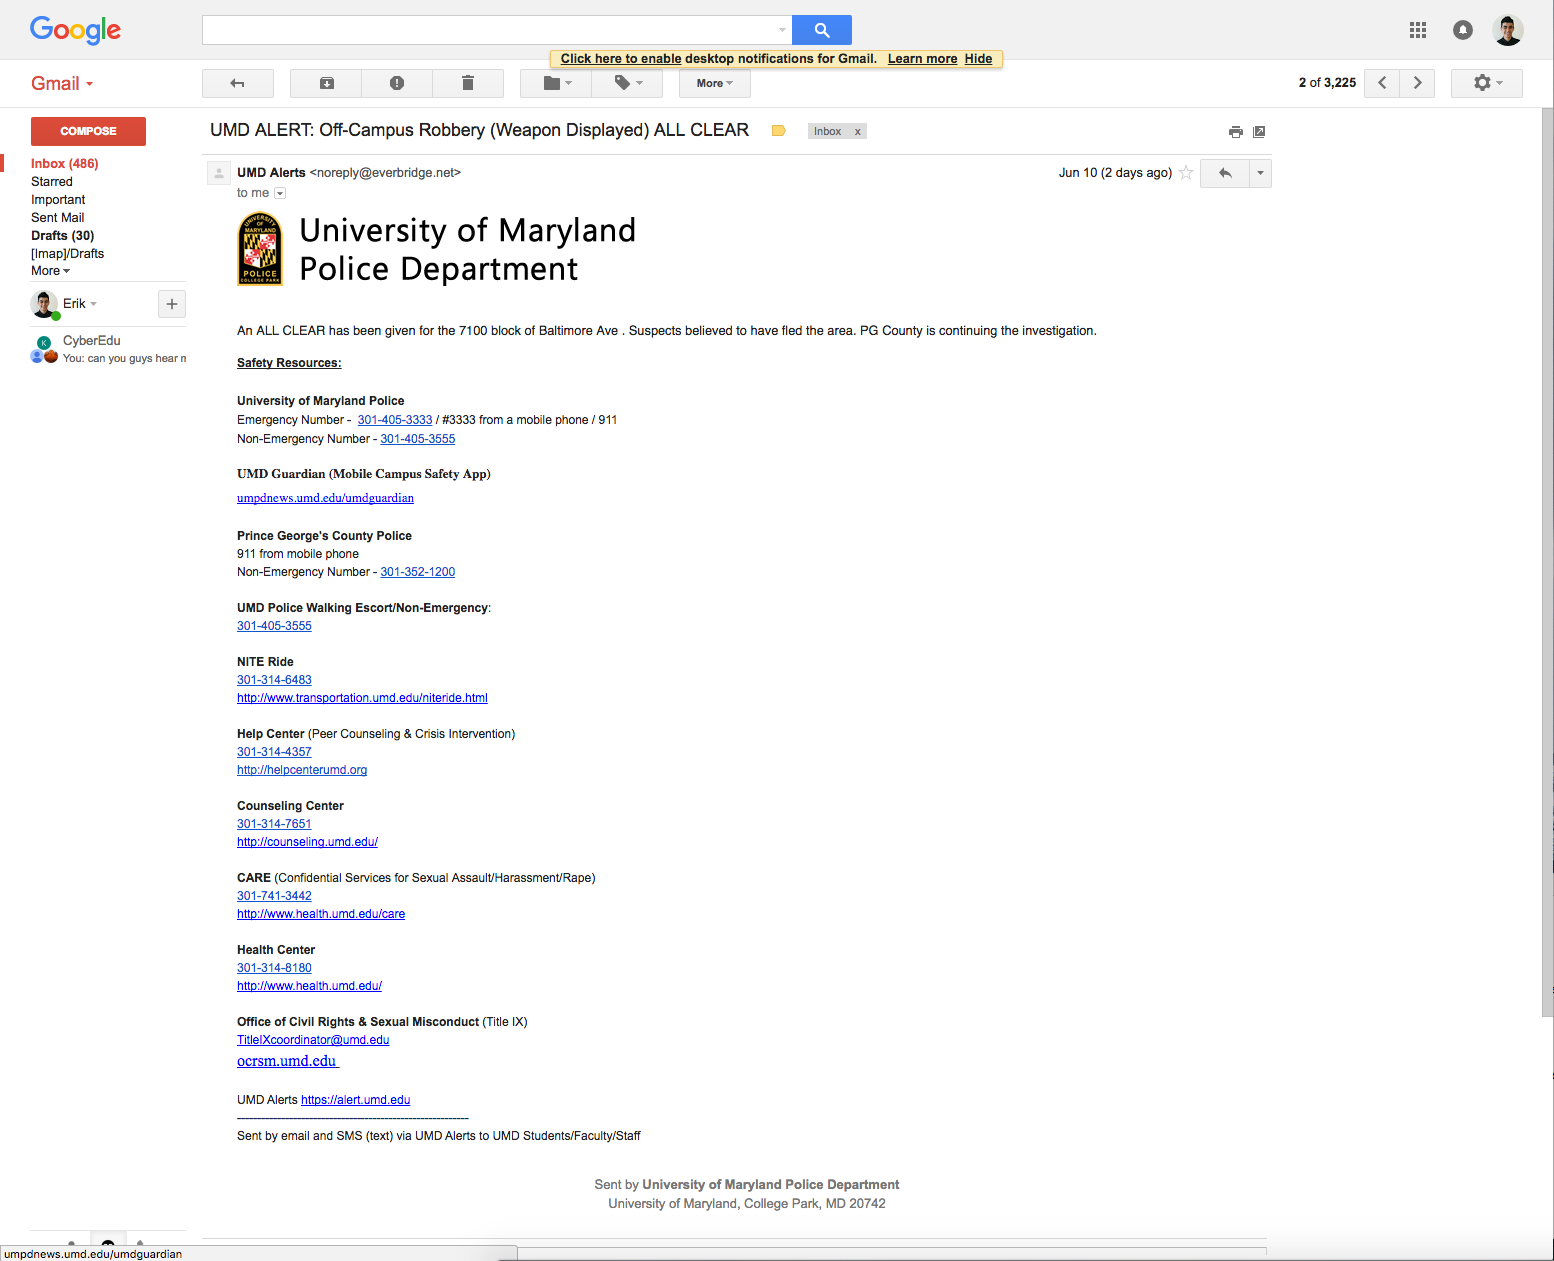 Google
Click here to enable desktop notifications for Gmail. Learn more Hide
Gmail
More
2 of 3,225
COMPOSE
UMD ALERT: Off-Campus Robbery (Weapon Displayed) ALL CLEAR
Inbox x
Inbox (486)
Starred
Important
Sent Mail
Drafts (30)
[Imap]/Drafts
More
Erik
+
K
CyberEdu
You: can you guys hear
UMD Alerts <noreply@everbridge.net>
Jun 10 (2 days ago)
to me
UNIVERSITY
OF
MARYLAND
POLICE
COLLEGE PARK
University of Maryland
Police Department
An ALL CLEAR has been given for the 7100 block of Baltimore Ave . Suspects believed to have fled the area. PG County is continuing the investigation.
Safety Resources:
University of Maryland Police
Emergency Number - 301-405-3333 / #3333 from a mobile phone / 911
Non-Emergency Number - 301-405-3555
UMD Guardian (Mobile Campus Safety App)
umpdnews.umd.edu/umdguardian
Prince George's County Police
911 from mobile phone
Non-Emergency Number - 301-352-1200
UMD Police Walking Escort/Non-Emergency:
301-405-3555
NITE Ride
301-314-6483
http://www.transportation.umd.edu/niteride.html
Help Center (Peer Counseling & Crisis Intervention)
301-314-4357
http://helpcenterumd.org
Counseling Center
301-314-7651
http://counseling.umd.edu/
CARE (Confidential Services for Sexual Assault/Harassment/Rape)
301-741-3442
http://www.health.umd.edu/care
Health Center
301-314-8180
http://www.health.umd.edu/
Office of Civil Rights & Sexual Misconduct (Title IX)
TitleIXcoordinator@umd.edu
ocrsm.umd.edu
UMD Alerts https://alert.umd.edu
----------------------------------------------------------
Sent by email and SMS (text) via UMD Alerts to UMD Students/Faculty/Staff
Sent by University of Maryland Police Department
University of Maryland, College Park, MD 20742
umpdnews.umd.edu/umdguardian